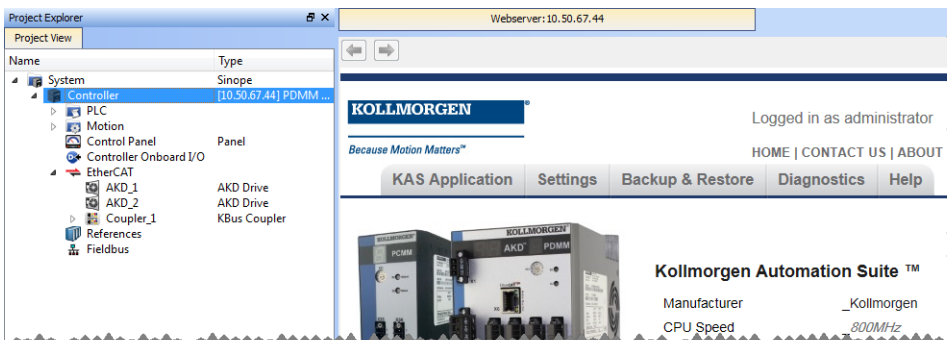 Project Explorer
Project View
Name Type
System Sinope
Controller [10.50.67.44] PDMM ...
PLC
Motion
Control Panel Panel
Controller Onboard I/O
EtherCAT
AKD_1 AKD Drive
AKD_2 AKD Drive
Coupler_1 KBus Coupler
References
Fieldbus
Webserver:10.50.67.44
KOLLMORGEN®
Because Motion Matters™
Logged in as administrator
HOME | CONTACT US | ABOUT
KAS Application Settings Backup & Restore Diagnostics Help
KOLLMORGEN
PCMM
KOLLMORGEN
AKD® PDMM
Kollmorgen Automation Suite ™
Manufacturer _Kollmorgen
CPU Speed _800MHz